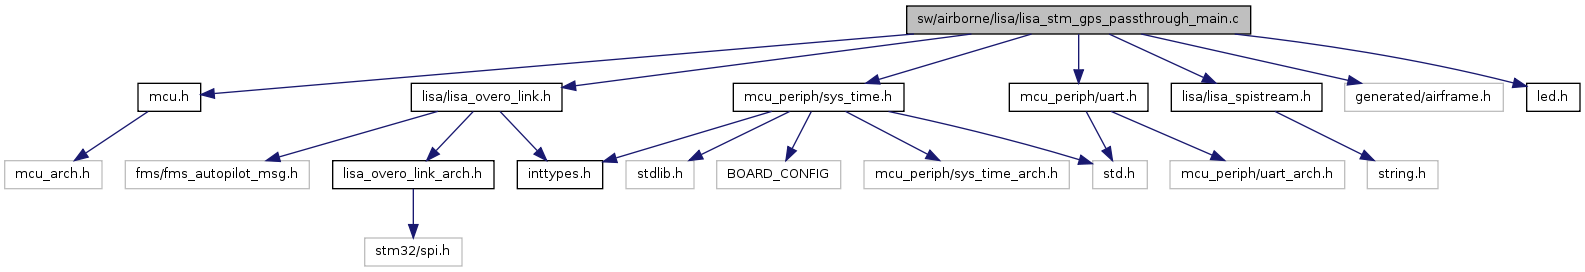 sw/airborne/lisa/lisa_stm_gps_passthrough_main.c
mcu.h
lisa/lisa_overo_link.h
mcu_periph/sys_time.h
mcu_periph/uart.h
lisa/lisa_spistream.h
generated/airframe.h
led.h
mcu_arch.h
fms/fms_autopilot_msg.h
lisa_overo_link_arch.h
inttypes.h
stdlib.h
BOARD_CONFIG
mcu_periph/sys_time_arch.h
std.h
mcu_periph/uart_arch.h
string.h
stm32/spi.h